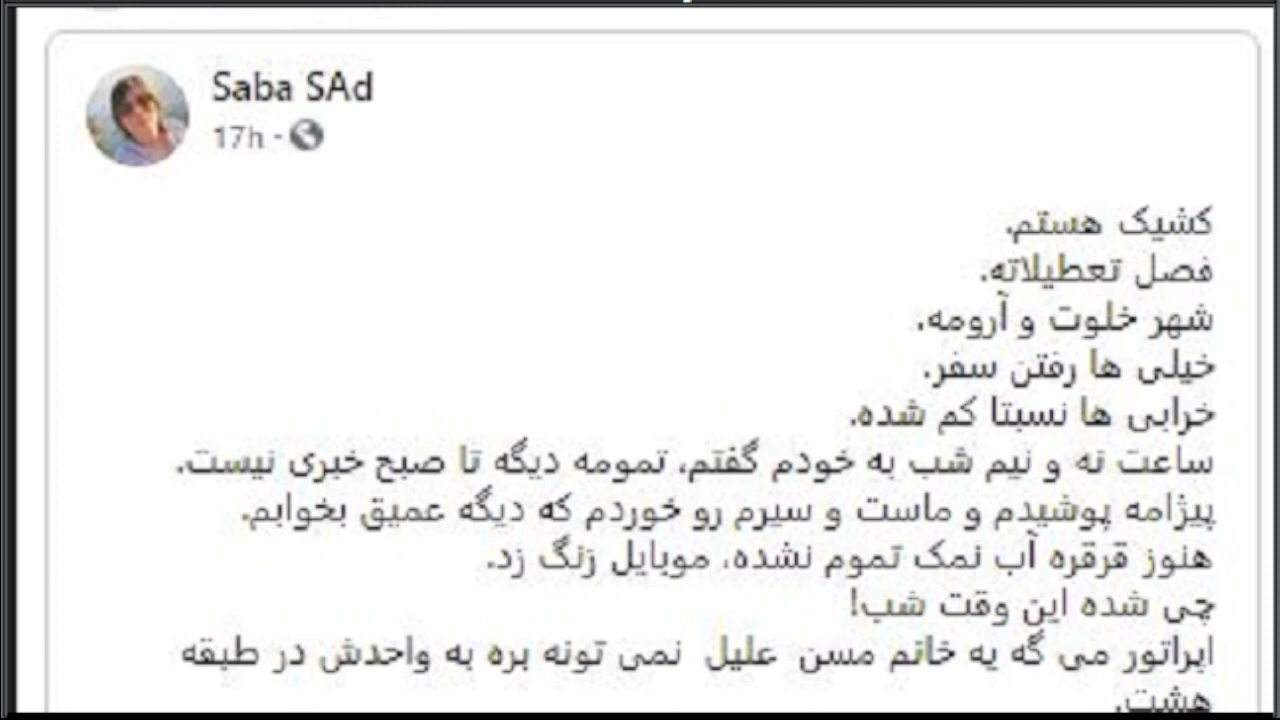 Saba SAd
17h -
کشیک هستم.
فصل تعطیلاته.
شهر خلوت و آرومه.
خیلی ها رفتن سفر.
خرابی ها نسبتا کم شده.
ساعت نه و نیم شب به خودم گفتم، تمومه دیگه تا صبح خبری نیست.
پیژامه پوشیدم و ماست و سیرم رو خوردم که دیگه عمیق بخوابم.
هنوز قرقره آب نمک تموم نشده، موبایل زنگ زد.
چی شده این وقت شب!
اپراتور می گه یه خانم مسن علیل نمی تونه بره به واحدش در طبقه
هشت.